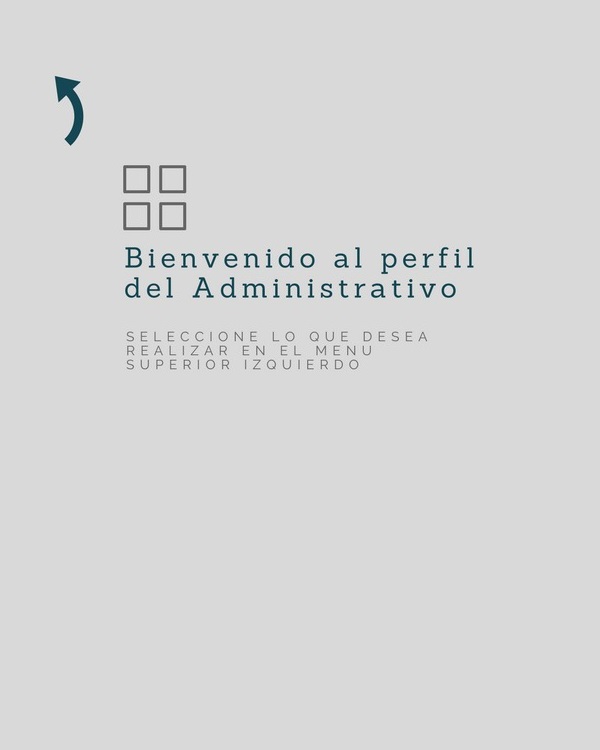 Bienvenido al perfil
del Administrativo
SELECCIONE LO QUE DESEA
REALIZAR EN EL MENU
SUPERIOR IZQUIERDO